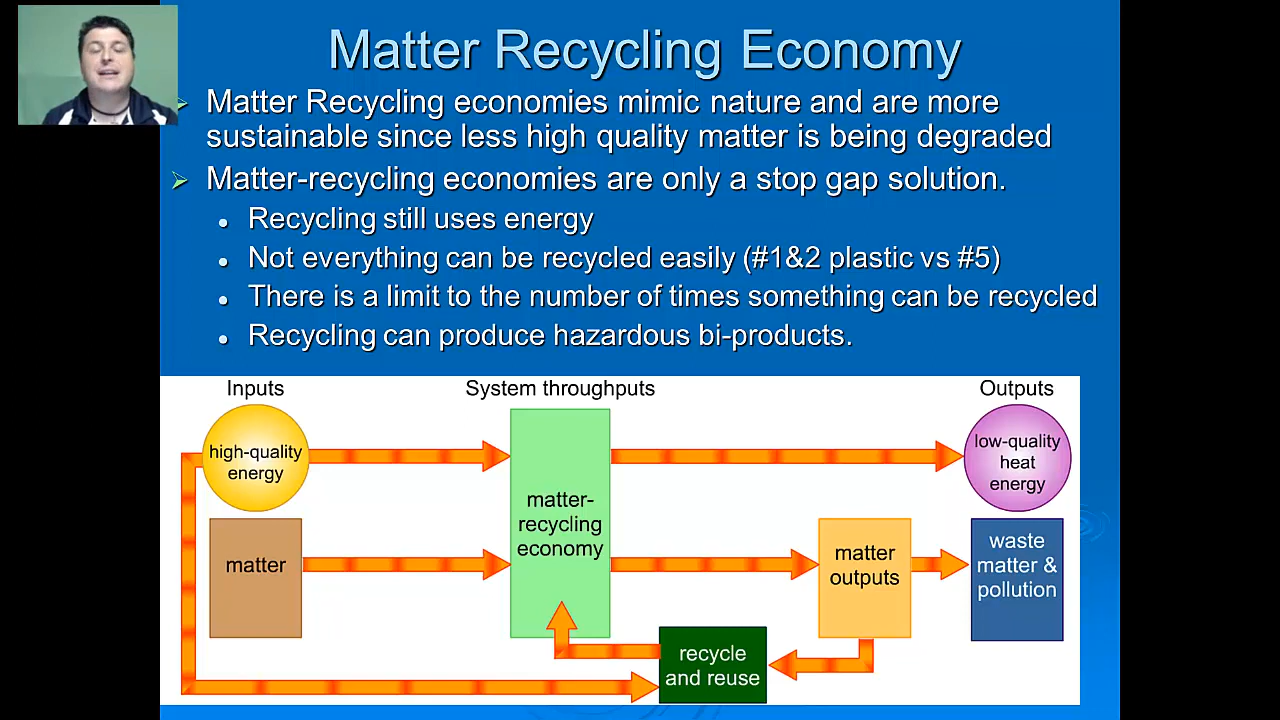 Matter Recycling Economy
Matter Recycling economies mimic nature and are more
sustainable since less high quality matter is being degraded
Matter-recycling economies are only a stop gap solution.
Recycling still uses energy
Not everything can be recycled easily (#1&2 plastic vs #5)
There is a limit to the number of times something can be recycled
Recycling can produce hazardous bi-products.
Inputs
System throughputs
Outputs
high-quality
energy
low-quality
heat
energy
matter-
recycling
economy
matter
matter
outputs
waste
matter &
pollution
recycle
and reuse